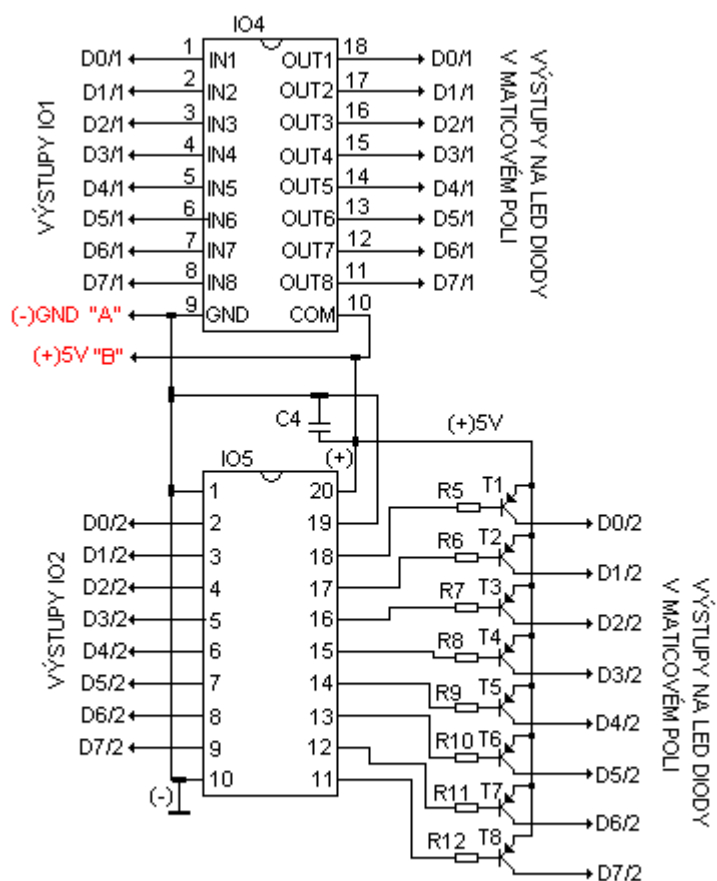 IO4
1 18
D0/1 IN1 OUT1 D0/1
2 17
D1/1 IN2 OUT2 D1/1
3 16
D2/1 IN3 OUT3 D2/1
4 15
D3/1 IN4 OUT4 D3/1
5 14
D4/1 IN5 OUT5 D4/1
6 13
D5/1 IN6 OUT6 D5/1
7 12
D6/1 IN7 OUT7 D6/1
8 11
D7/1 IN8 OUT8 D7/1
9 10
(-)GND "A" GND COM
(+)5V "B"
VÝSTUPY IO1
VÝSTUPY NA LED DIODY
V MATICOVÉM POLI
C4
(+)5V
IO5
(+)
1 20
D0/2 2 19
D1/2 3 18
D2/2 4 17
D3/2 5 16
D4/2 6 15
D5/2 7 14
D6/2 8 13
D7/2 9 12
10 11
(-)
VÝSTUPY IO2
R5 T1
D0/2
R6 T2
D1/2
R7 T3
D2/2
R8 T4
D3/2
R9 T5
D4/2
R10 T6
D5/2
R11 T7
D6/2
R12 T8
D7/2
VÝSTUPY NA LED DIODY
V MATICOVÉM POLI